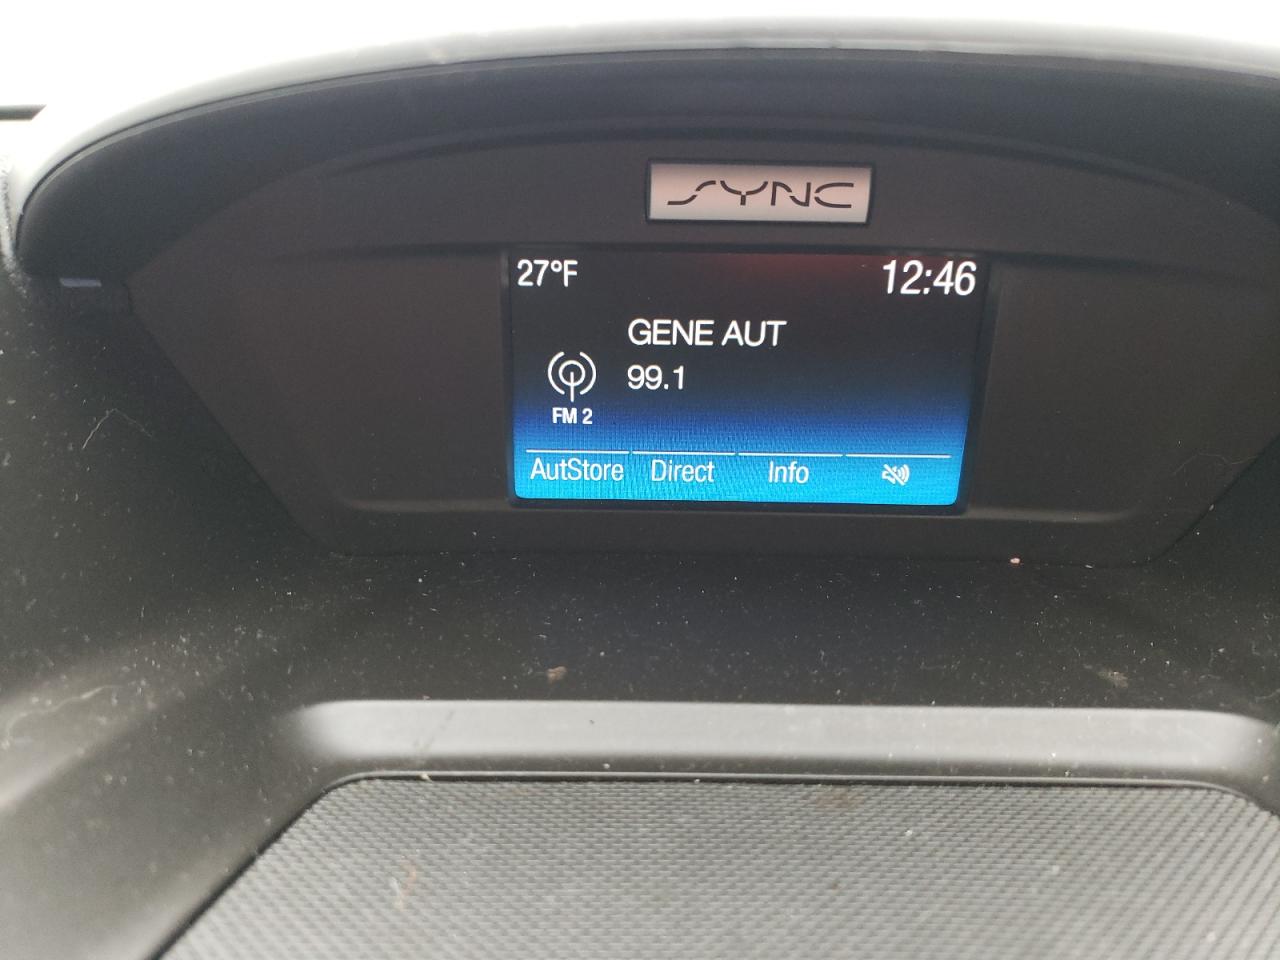 SYNC
27°F 12:46
GENE AUT
99.1
FM 2
AutStore Direct Info